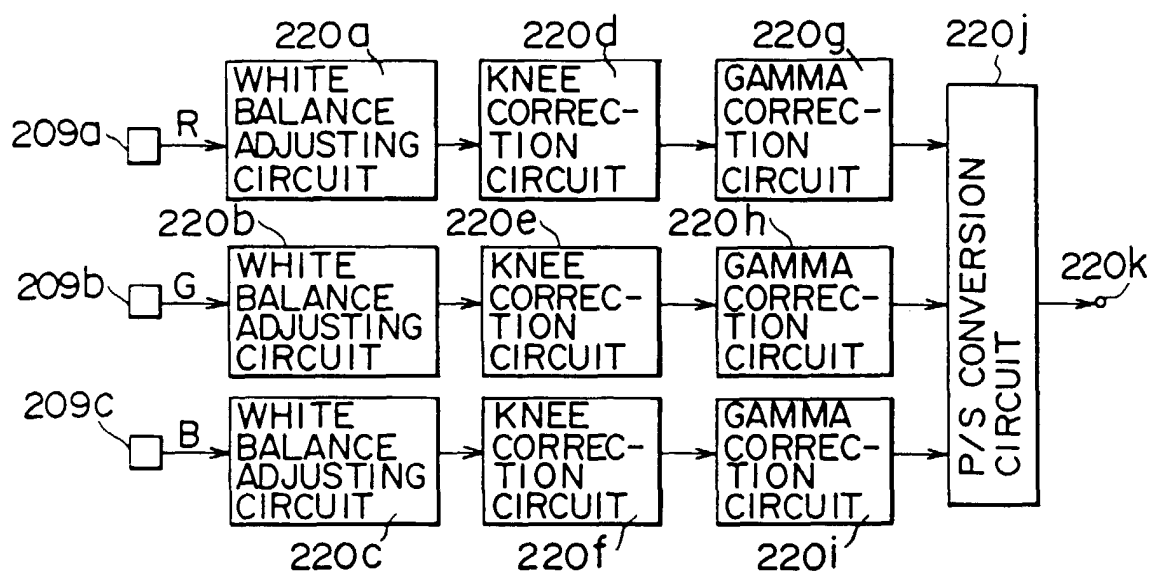 220a
220d
220g
220j
209a
R
WHITE
BALANCE
ADJUSTING
CIRCUIT
KNEE
CORREC-
TION
CIRCUIT
GAMMA
CORREC-
TION
CIRCUIT
220b
220e
220h
209b
G
WHITE
BALANCE
ADJUSTING
CIRCUIT
KNEE
CORREC-
TION
CIRCUIT
GAMMA
CORREC-
TION
CIRCUIT
P/S CONVERSION
CIRCUIT
220k
209c
B
WHITE
BALANCE
ADJUSTING
CIRCUIT
KNEE
CORREC-
TION
CIRCUIT
GAMMA
CORREC-
TION
CIRCUIT
220c
220f
220i